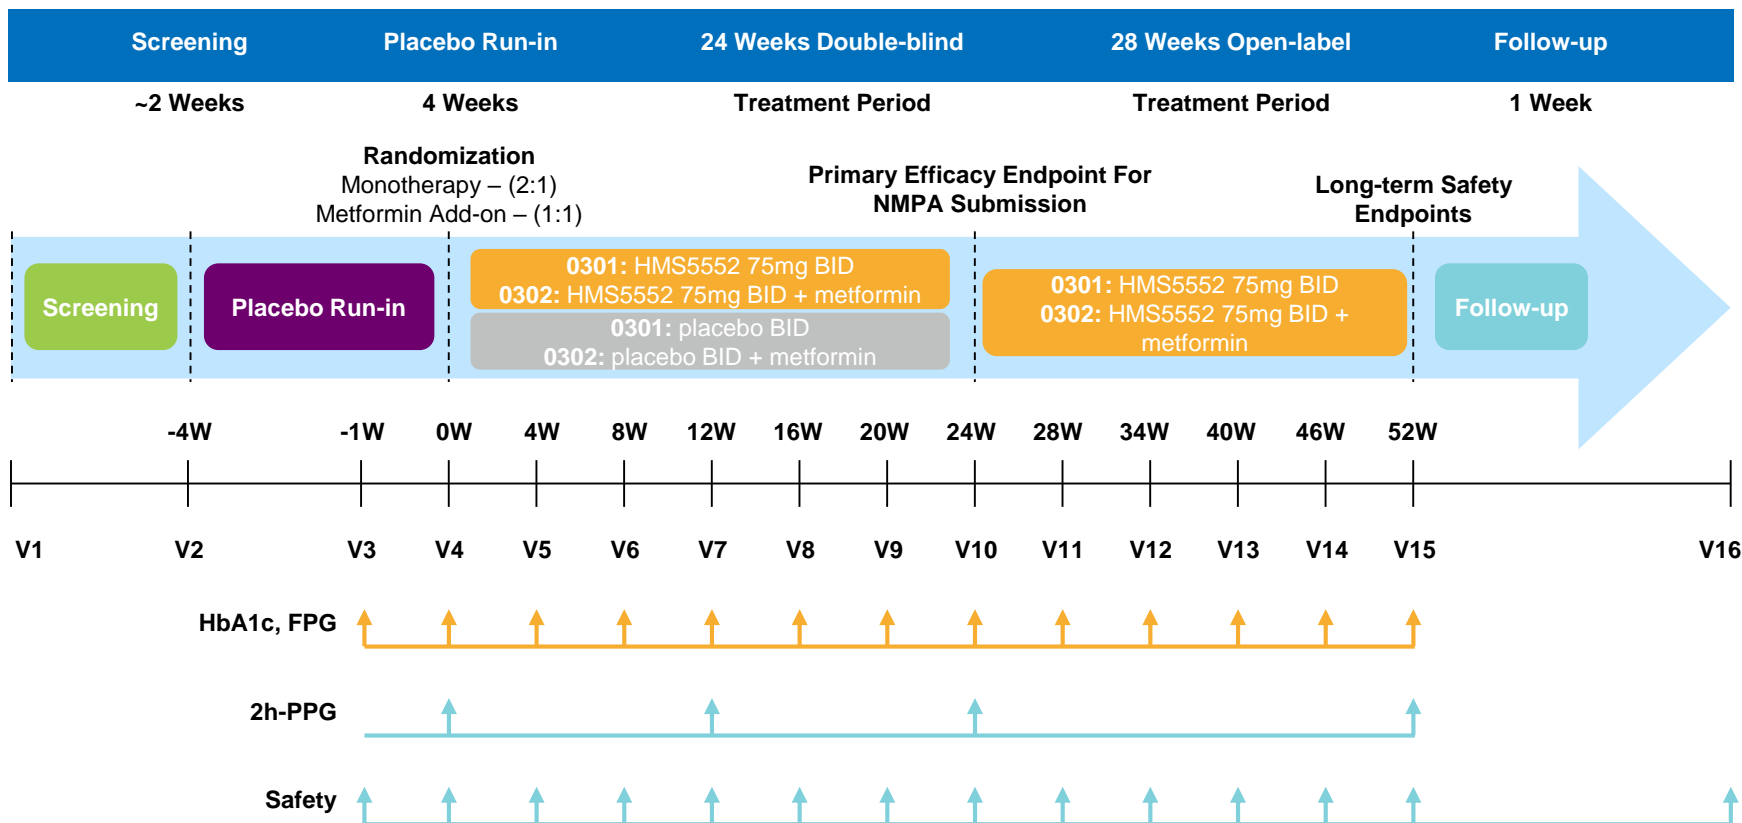 Screening Placebo Run-in 24 Weeks Double-blind 28 Weeks Open-label Follow-up
~2 Weeks 4 Weeks Treatment Period Treatment Period 1 Week
Randomization
Monotherapy – (2:1)
Metformin Add-on – (1:1)
Primary Efficacy Endpoint For
NMPA Submission
Long-term Safety
Endpoints
Screening
Placebo Run-in
0301: HMS5552 75mg BID
0302: HMS5552 75mg BID + metformin
0301: placebo BID
0302: placebo BID + metformin
0301: HMS5552 75mg BID
0302: HMS5552 75mg BID +
metformin
Follow-up
-4W -1W 0W 4W 8W 12W 16W 20W 24W 28W 34W 40W 46W 52W
V1 V2 V3 V4 V5 V6 V7 V8 V9 V10 V11 V12 V13 V14 V15 V16
HbA1c, FPG
2h-PPG
Safety